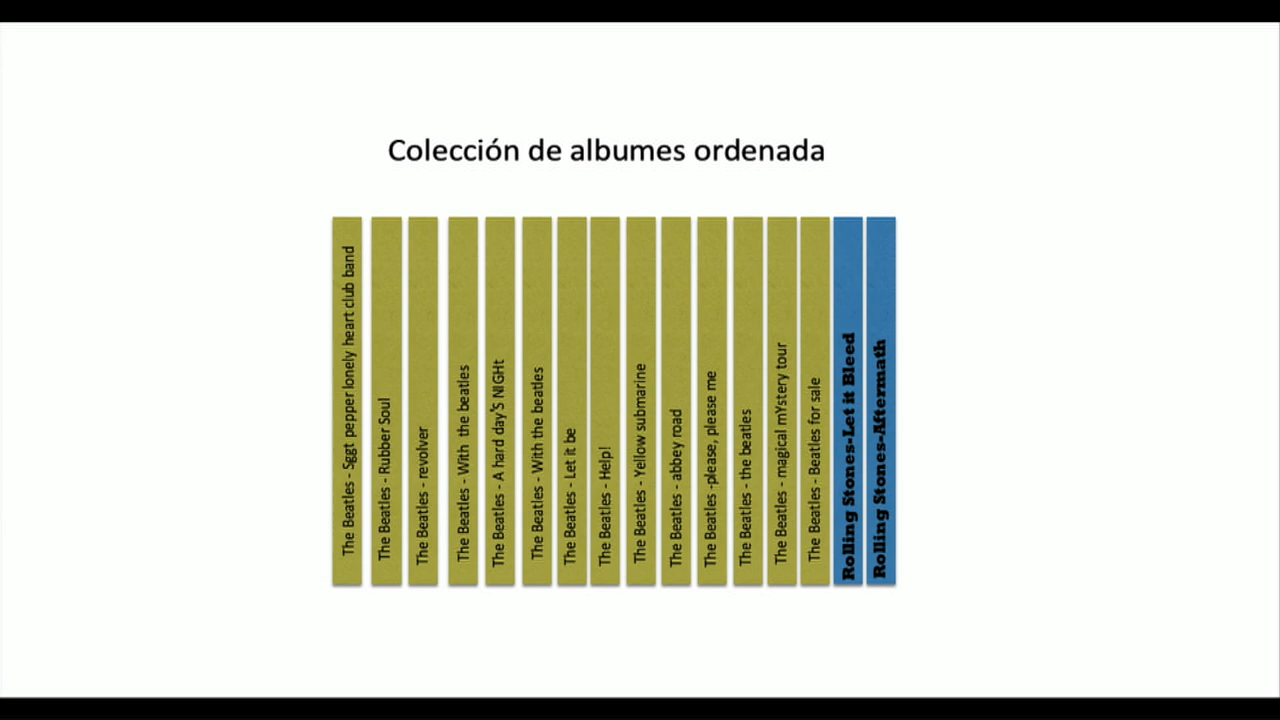 Colección de albumes ordenada
The Beatles - Sggt pepper lonely heart club band
The Beatles - Rubber Soul
The Beatles - revolver
The Beatles - With the beatles
The Beatles - A hard day'S NIGHt
The Beatles - With the beatles
The Beatles - Let it be
The Beatles - Help!
The Beatles - Yellow submarine
The Beatles - abbey road
The Beatles -please, please me
The Beatles - the beatles
The Beatles - magical mYstery tour
The Beatles - Beatles for sale
Rolling Stones-Let it Bleed
Rolling Stones-Aftermath